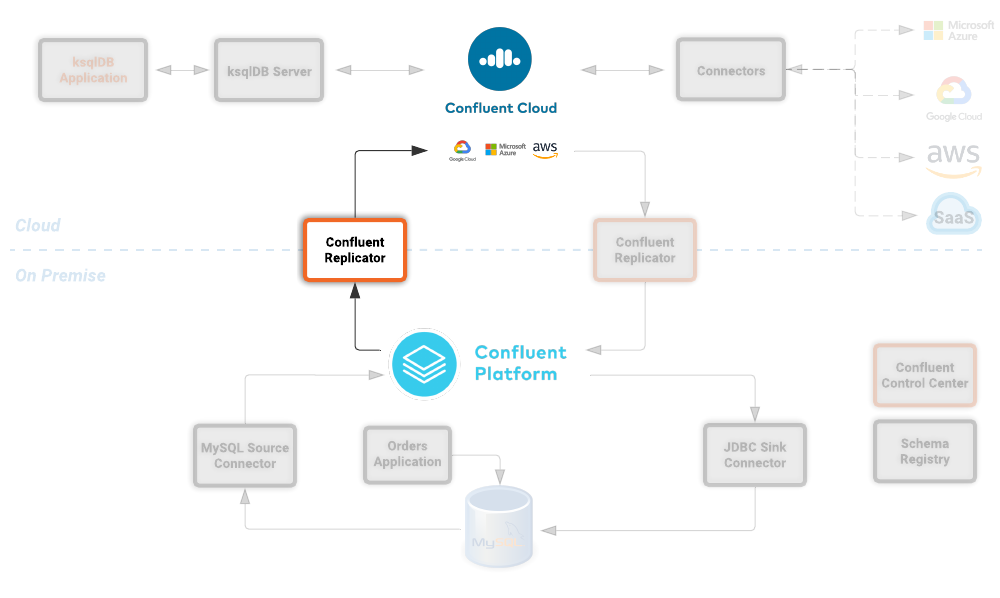 ksqlDB
Application
ksqlDB Server
Confluent Cloud
Connectors
Microsoft
Azure
Google Cloud
aws
SaaS
Google Cloud
Microsoft
Azure
aws
Cloud
Confluent
Replicator
Confluent
Replicator
On Premise
Confluent
Platform
Confluent
Control Center
MySQL Source
Connector
Orders
Application
JDBC Sink
Connector
Schema
Registry
MySQL